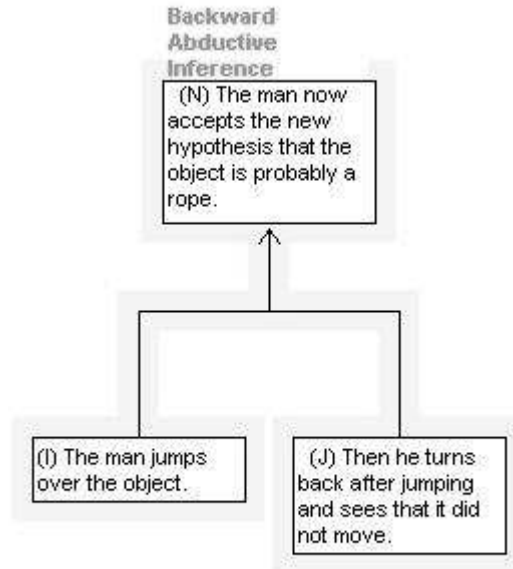 Backward
Abductive
Inference
(N) The man now
accepts the new
hypothesis that the
object is probably a
rope.
(I) The man jumps
over the object.
(J) Then he turns
back after jumping
and sees that it did
not move.